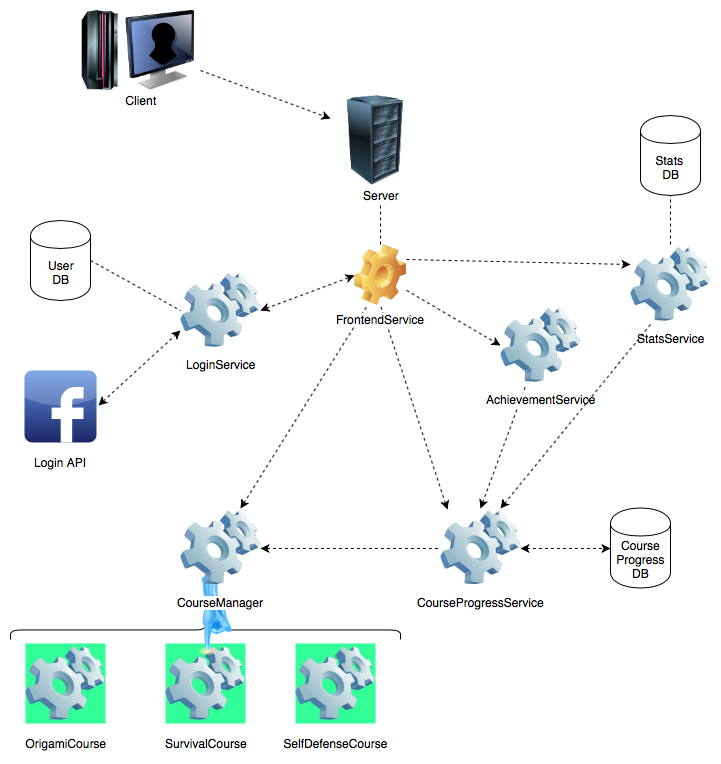 Client
Server
Stats
DB
User
DB
FrontendService
StatsService
LoginService
AchievementService
f
Login API
Course
Progress
DB
CourseManager
CourseProgressService
OrigamiCourse
SurvivalCourse
SelfDefenseCourse